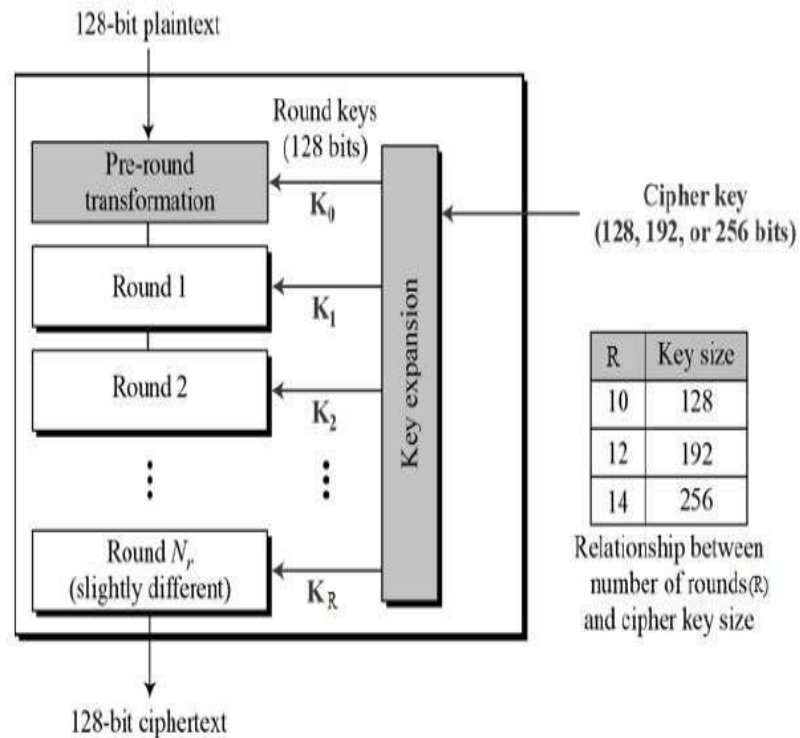 128-bit plaintext
Round keys
(128 bits)
Pre-round
transformation
K0
Cipher key
(128, 192, or 256 bits)
Round 1
K1
Key expansion
R Key size
10 128
12 192
14 256
Round 2
K2
Round Nr
(slightly different)
KR
Relationship between
number of rounds(R)
and cipher key size
128-bit ciphertext